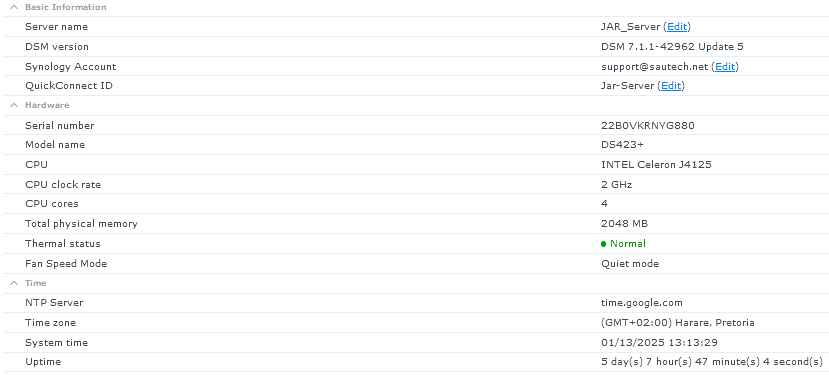 Basic Information
Server name JAR_Server (Edit)
DSM version DSM 7.1.1-42962 Update 5
Synology Account support@sautech.net (Edit)
QuickConnect ID Jar-Server (Edit)
Hardware
Serial number 22B0VKRNYG880
Model name DS423+
CPU INTEL Celeron J4125
CPU clock rate 2 GHz
CPU cores 4
Total physical memory 2048 MB
Thermal status Normal
Fan Speed Mode Quiet mode
Time
NTP Server time.google.com
Time zone (GMT+02:00) Harare, Pretoria
System time 01/13/2025 13:13:29
Uptime 5 day(s) 7 hour(s) 47 minute(s) 4 second(s)